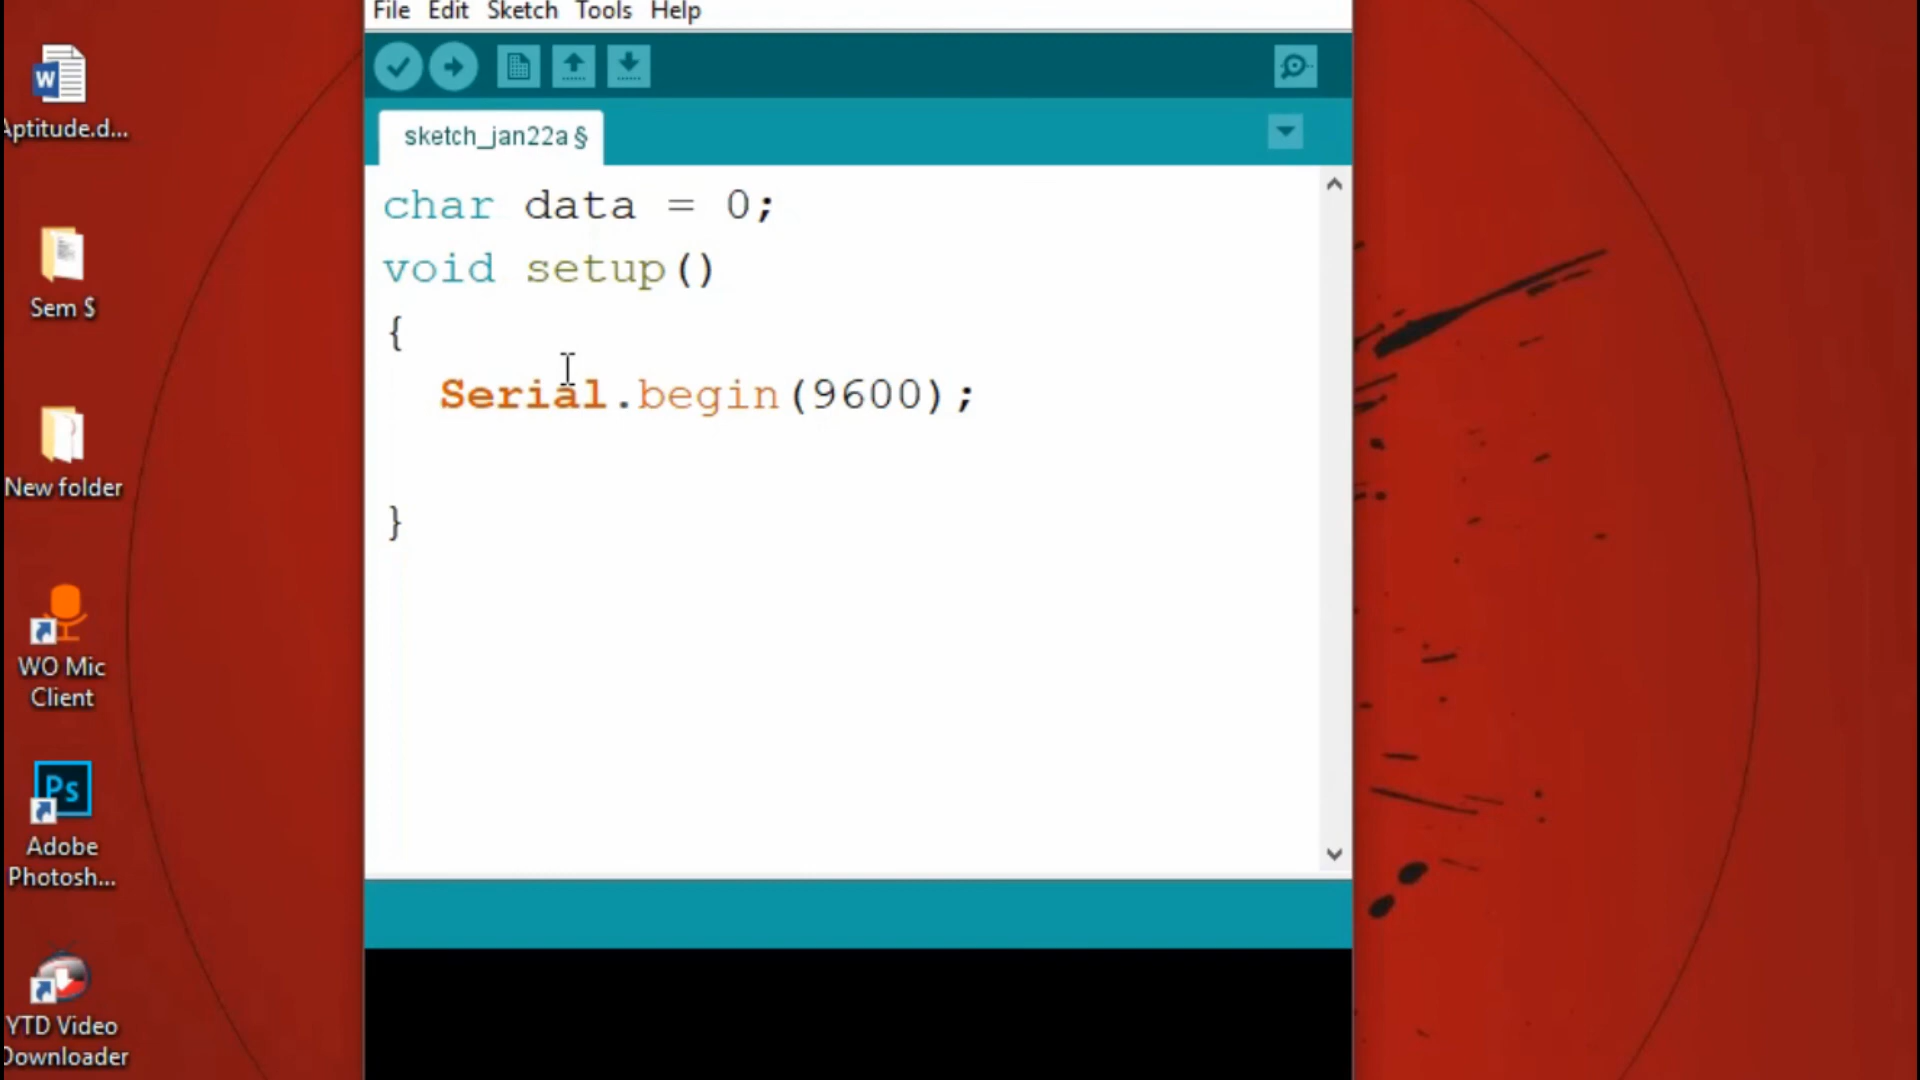 File Edit Sketch Tools Help
sketch_jan22a §
char data = 0;
void setup()
{
Serial.begin(9600);
}
W
Aptitude.d...
Sem $
New folder
WO Mic
Client
Ps
Adobe
Photosh...
YTD Video
Downloader